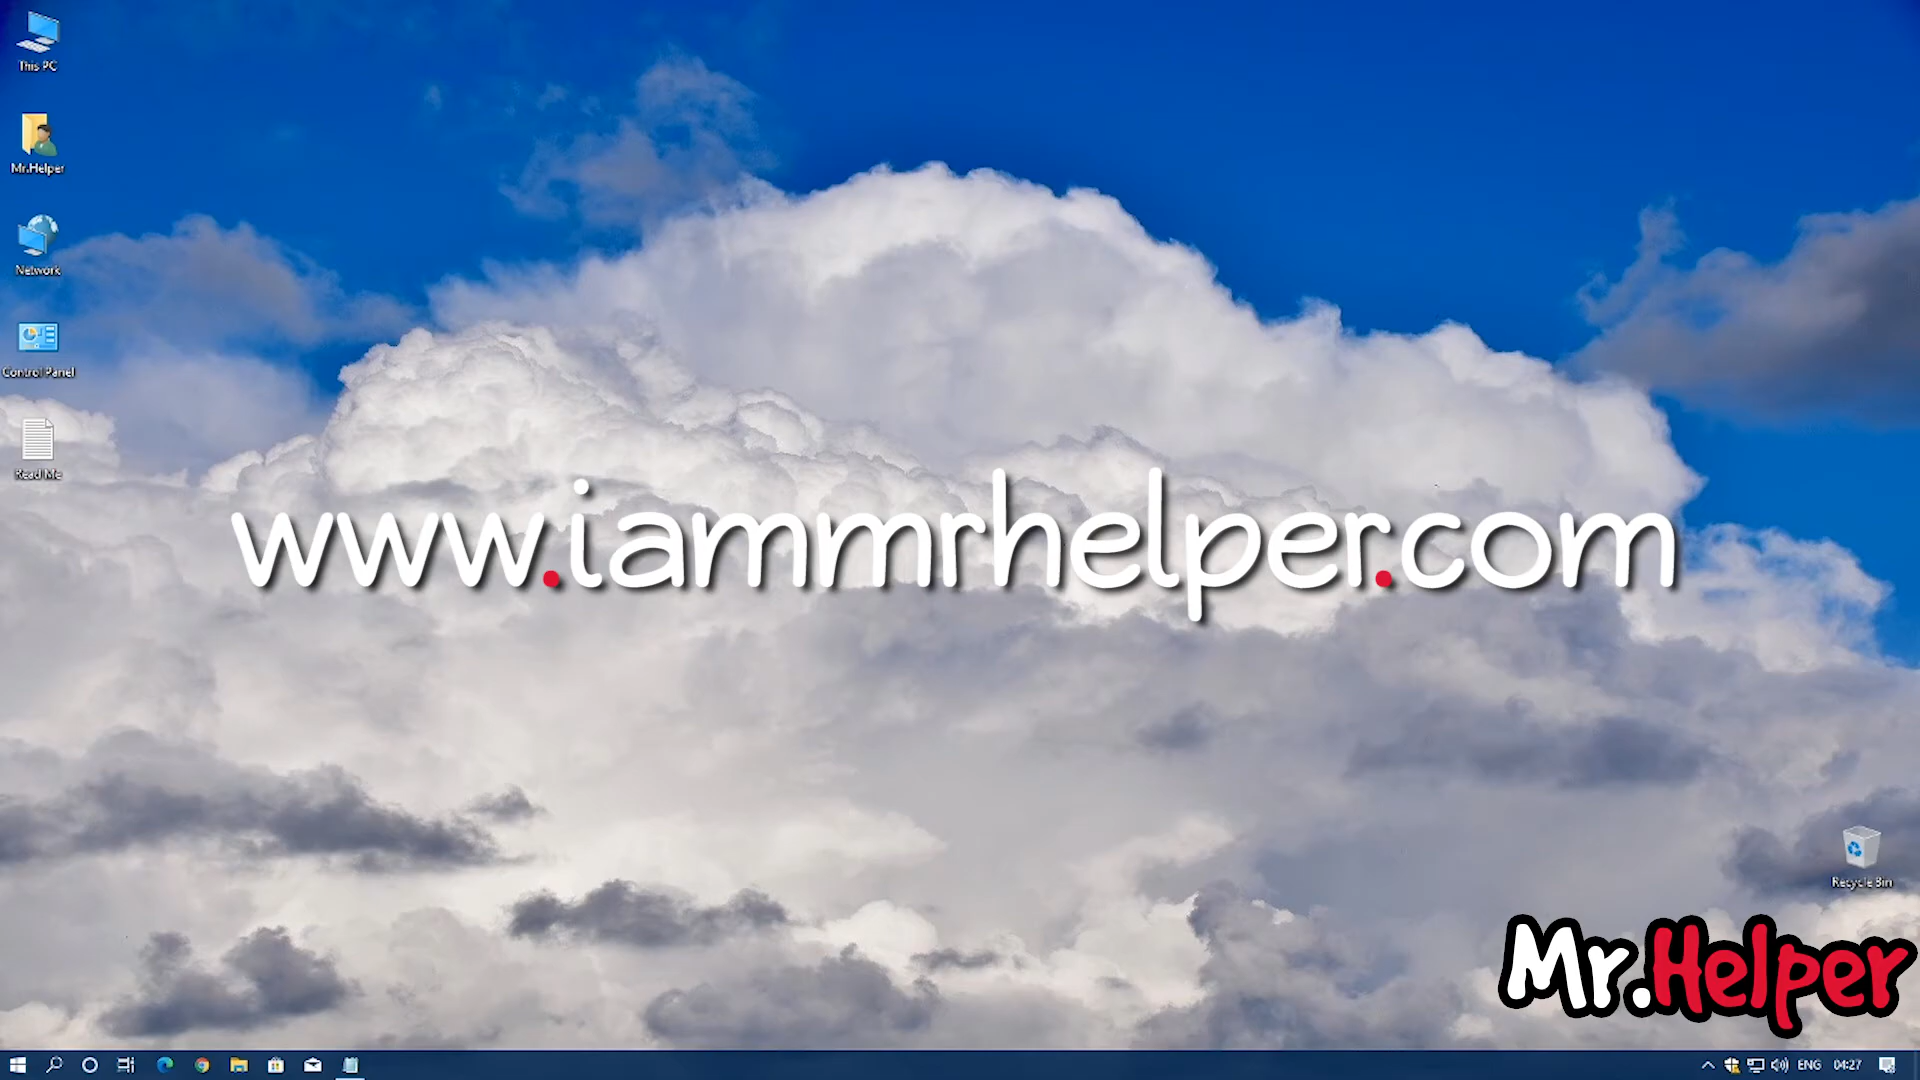 This PC
Mr.Helper
Network
Control Panel
Read Me
www.iammrhelper.com
Recycle Bin
Mr.Helper
ENG 04:27